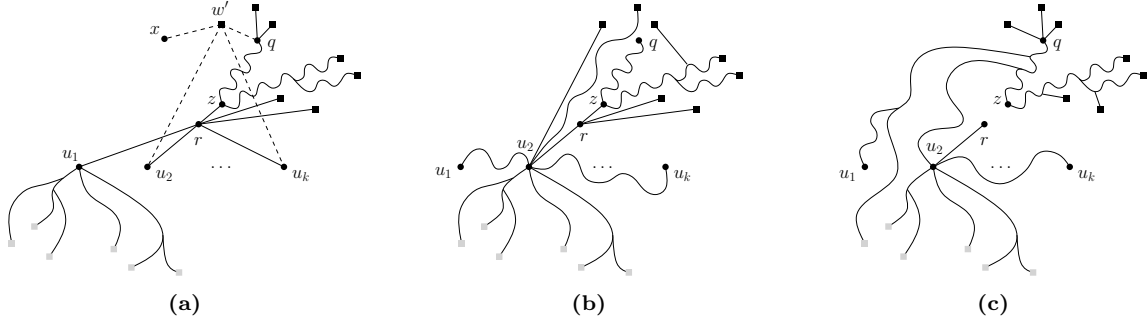 x
w′
q
z
r
u₁
u₂
· · ·
uₖ
(a)
q
z
r
u₂
u₁
· · ·
uₖ
(b)
q
z
r
u₂
u₁
· · ·
uₖ
(c)